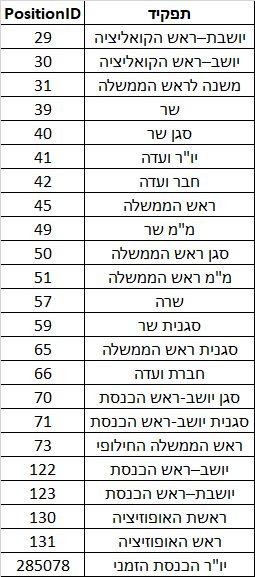 PositionID תפקיד
29 יושבת–ראש הקואליציה
30 יושב–ראש הקואליציה
31 משנה לראש הממשלה
39 שר
40 סגן שר
41 יו"ר ועדה
42 חבר ועדה
45 ראש הממשלה
49 מ"מ שר
50 סגן ראש הממשלה
51 מ"מ ראש הממשלה
57 שרה
59 סגנית שר
65 סגנית ראש הממשלה
66 חברת ועדה
70 סגן יושב-ראש הכנסת
71 סגנית יושב-ראש הכנסת
73 ראש הממשלה החילופי
122 יושב–ראש הכנסת
123 יושבת–ראש הכנסת
130 ראשת האופוזיציה
131 ראש האופוזיציה
285078 יו"ר הכנסת הזמני